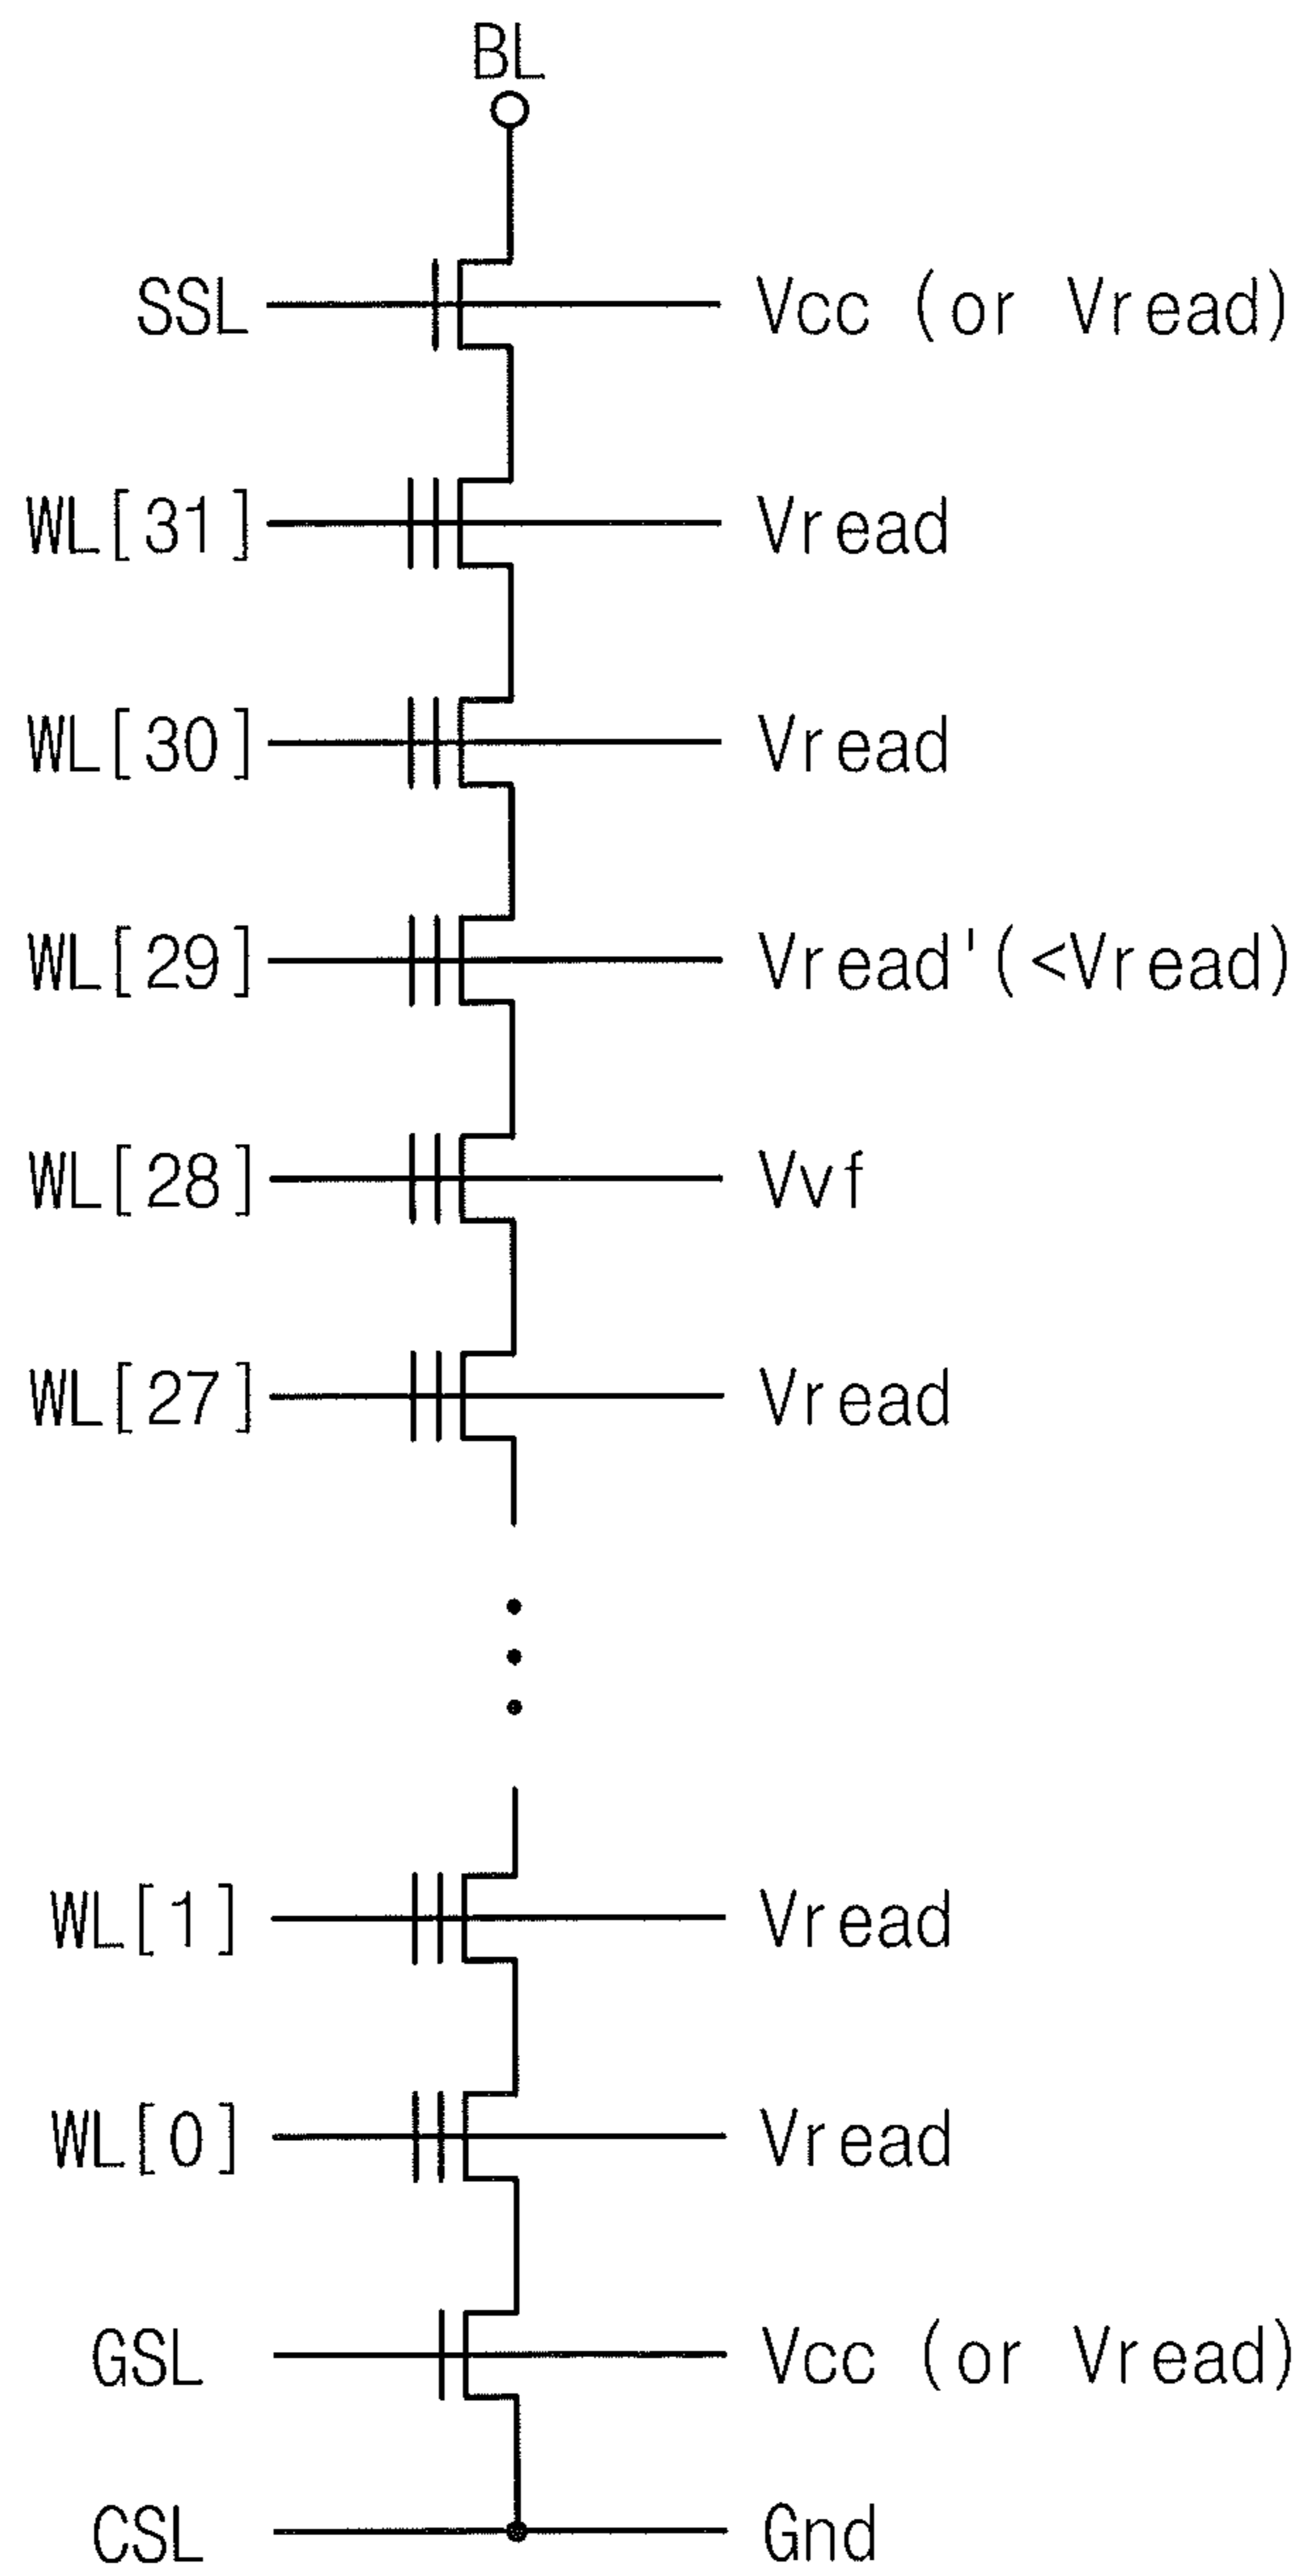 BL
SSL Vcc (or Vread)
WL[31] Vread
WL[30] Vread
WL[29] Vread'(<Vread)
WL[28] Vvf
WL[27] Vread
WL[1] Vread
WL[0] Vread
GSL Vcc (or Vread)
CSL Gnd